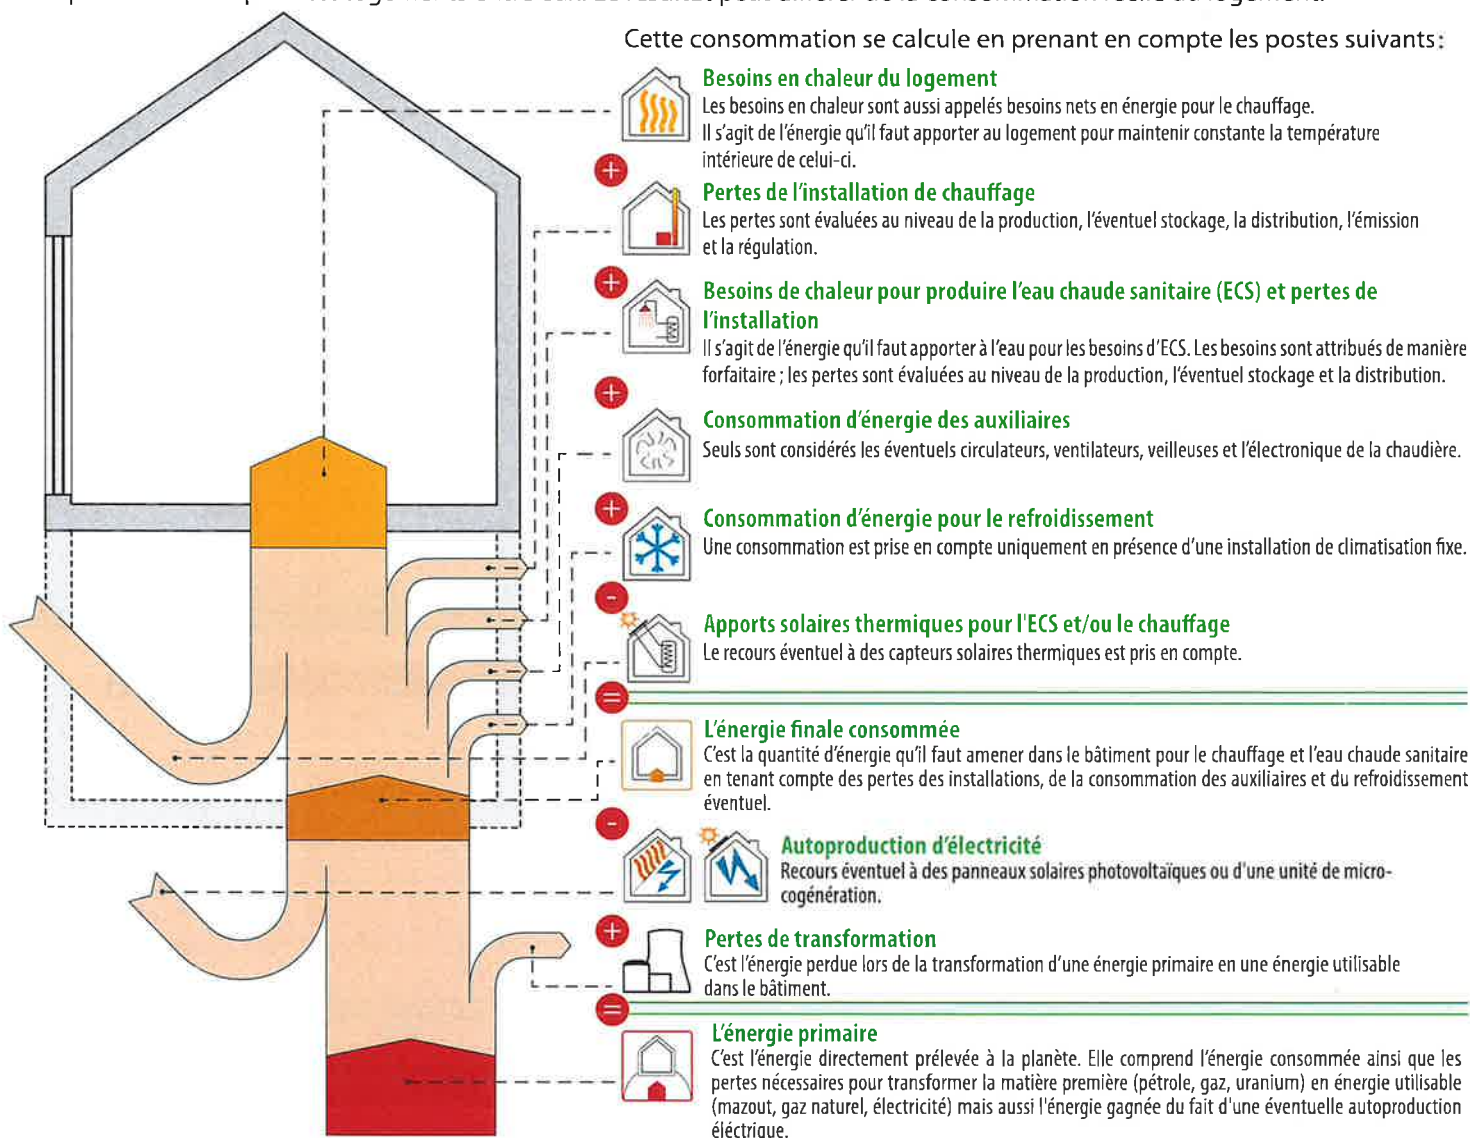 Cette consommation se calcule en prenant en compte les postes suivants:
Besoins en chaleur du logement
Les besoins en chaleur sont aussi appelés besoins nets en énergie pour le chauffage.
Il s'agit de l'énergie qu'il faut apporter au logement pour maintenir constante la température
intérieure de celui-ci.
+
Pertes de l'installation de chauffage
Les pertes sont évaluées au niveau de la production, l'éventuel stockage, la distribution, l'émission
et la régulation.
+
Besoins de chaleur pour produire l'eau chaude sanitaire (ECS) et pertes de
l'installation
Il s'agit de l'énergie qu'il faut apporter à l'eau pour les besoins d'ECS. Les besoins sont attribués de manière
forfaitaire ; les pertes sont évaluées au niveau de la production, l'éventuel stockage et la distribution.
+
Consommation d'énergie des auxiliaires
Seuls sont considérés les éventuels circulateurs, ventilateurs, veilleuses et l'électronique de la chaudière.
+
Consommation d'énergie pour le refroidissement
Une consommation est prise en compte uniquement en présence d'une installation de climatisation fixe.
-
Apports solaires thermiques pour l'ECS et/ou le chauffage
Le recours éventuel à des capteurs solaires thermiques est pris en compte.
=
L'énergie finale consommée
C'est la quantité d'énergie qu'il faut amener dans le bâtiment pour le chauffage et l'eau chaude sanitaire
en tenant compte des pertes des installations, de la consommation des auxiliaires et du refroidissement
éventuel.
-
Autoproduction d'électricité
Recours éventuel à des panneaux solaires photovoltaïques ou d'une unité de micro-
cogénération.
+
Pertes de transformation
C'est l'énergie perdue lors de la transformation d'une énergie primaire en une énergie utilisable
dans le bâtiment.
=
L'énergie primaire
C'est l'énergie directement prélevée à la planète. Elle comprend l'énergie consommée ainsi que les
pertes nécessaires pour transformer la matière première (pétrole, gaz, uranium) en énergie utilisable
(mazout, gaz naturel, électricité) mais aussi l'énergie gagnée du fait d'une éventuelle autoproduction
éléctrique.